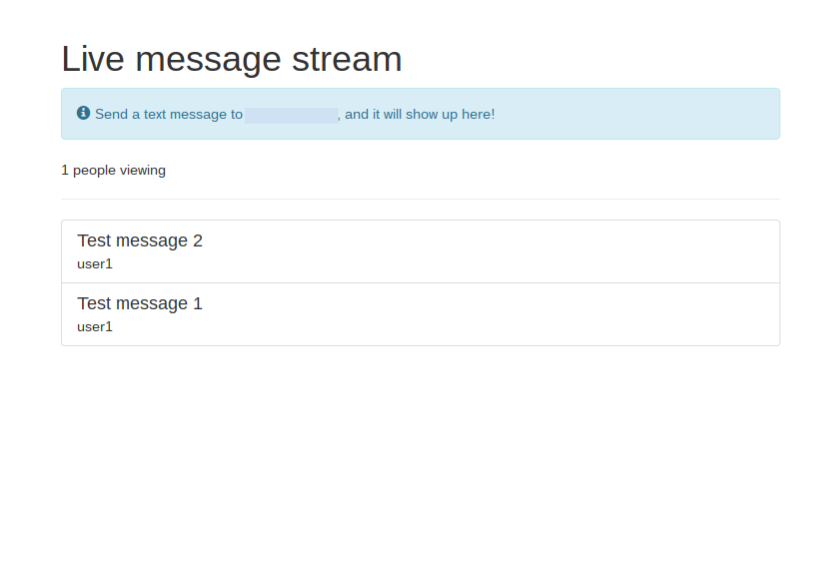 Live message stream
Send a text message to , and it will show up here!
1 people viewing
Test message 2
user1
Test message 1
user1